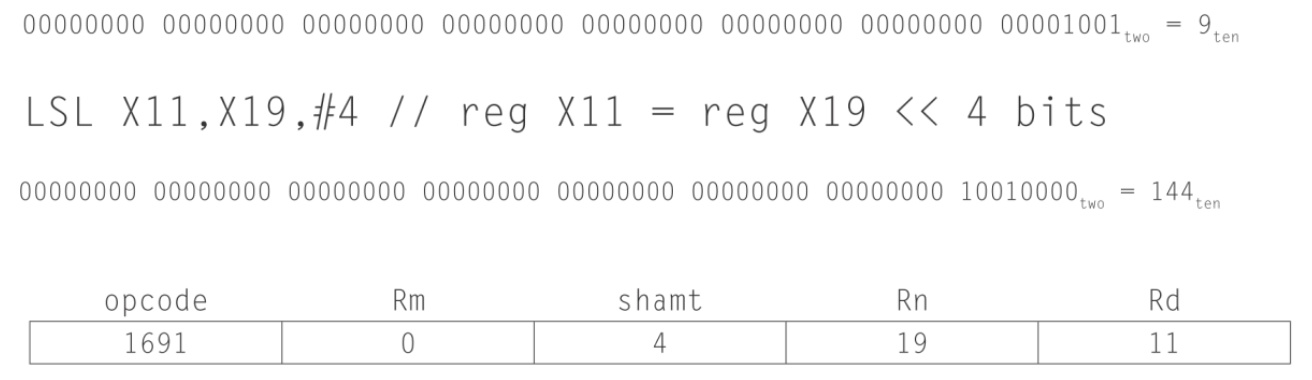 00000000 00000000 00000000 00000000 00000000 00000000 00000000 00001001two = 9ten
LSL X11,X19,#4 // reg X11 = reg X19 << 4 bits
00000000 00000000 00000000 00000000 00000000 00000000 00000000 10010000two = 144ten
opcode Rm shamt Rn Rd
1691 0 4 19 11